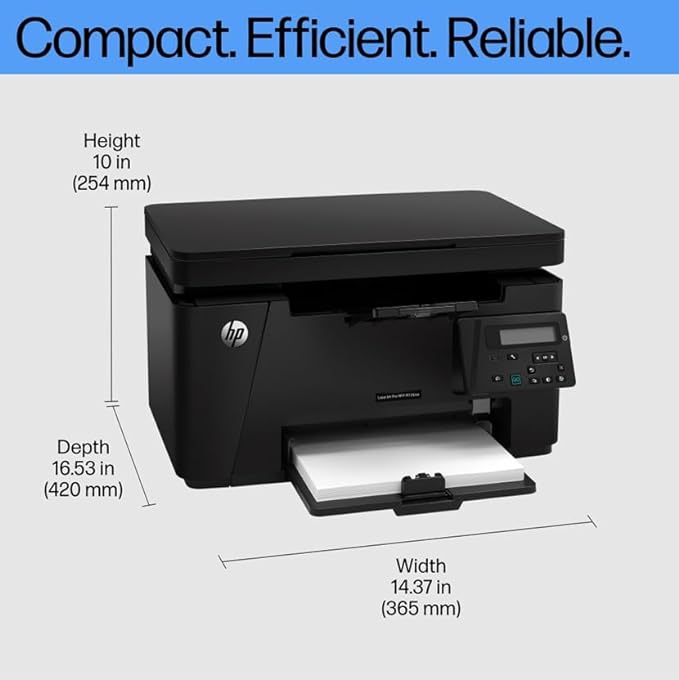 Compact. Efficient. Reliable.
Height
10 in
(254 mm)
hp
Depth
16.53 in
(420 mm)
Width
14.37 in
(365 mm)